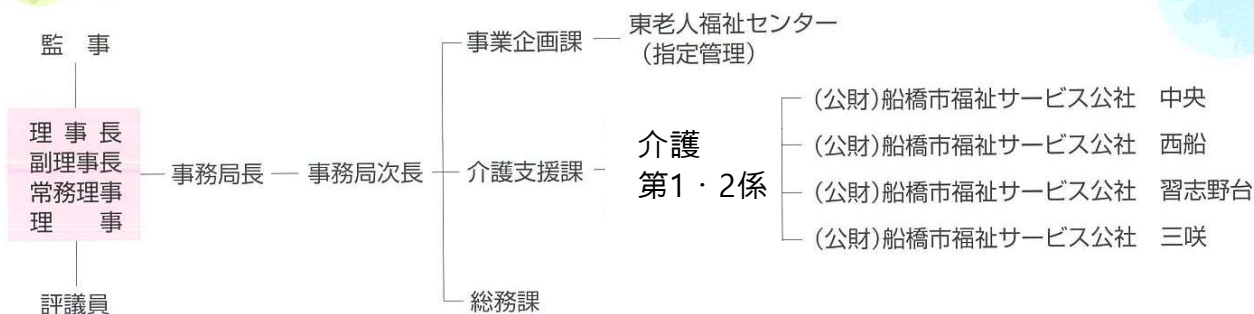 監　事
理 事 長
副理事長
常務理事
理　　事
評議員
事務局長
事務局次長
事業企画課
東老人福祉センター
（指定管理）
介護支援課
介護
第1・2係
(公財)船橋市福祉サービス公社　中央
(公財)船橋市福祉サービス公社　西船
(公財)船橋市福祉サービス公社　習志野台
(公財)船橋市福祉サービス公社　三咲
総務課